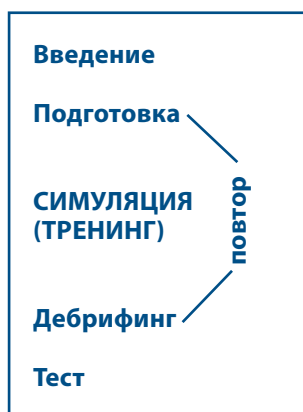 Введение
Подготовка
СИМУЛЯЦИЯ
(ТРЕНИНГ)
повтор
Дебрифинг
Тест